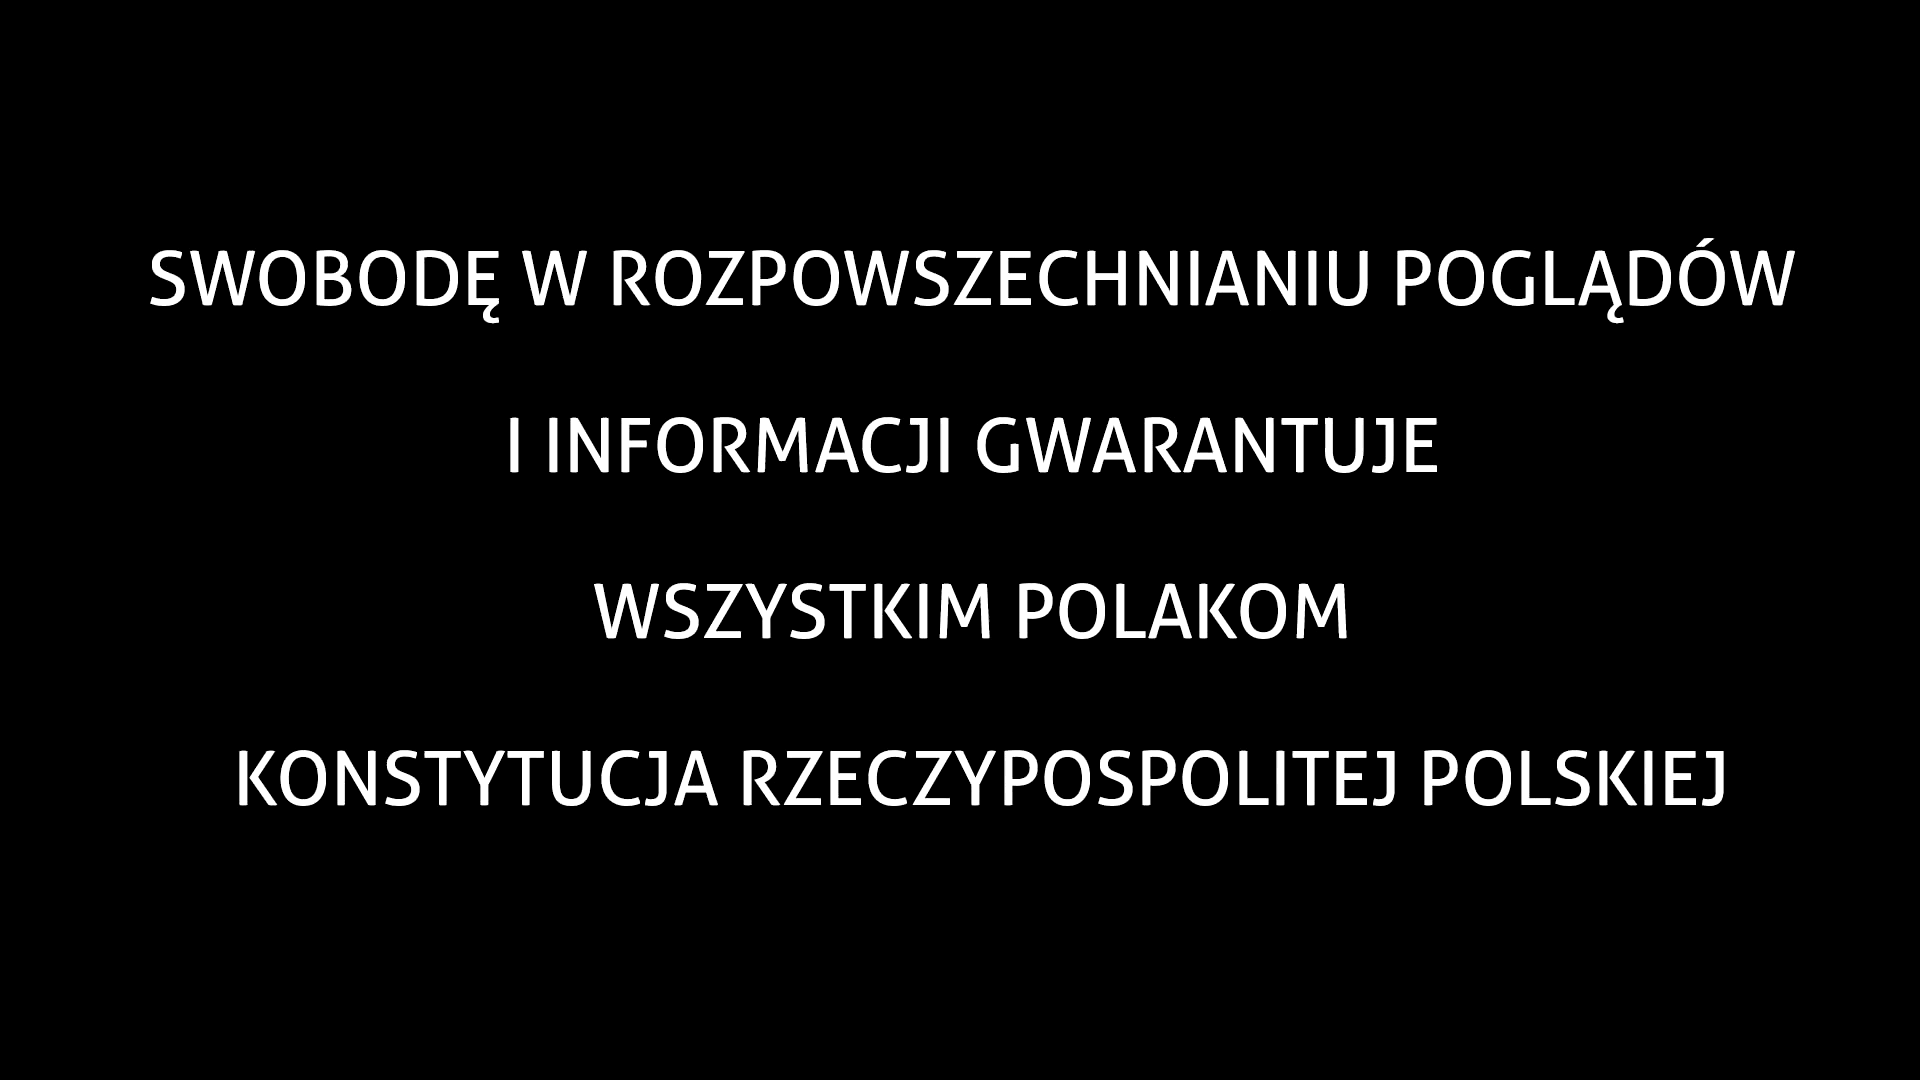 SWOBODĘ W ROZPOWSZECHNIANIU POGLĄDÓW
I INFORMACJI GWARANTUJE
WSZYSTKIM POLAKOM
KONSTYTUCJA RZECZYPOSPOLITEJ POLSKIEJ